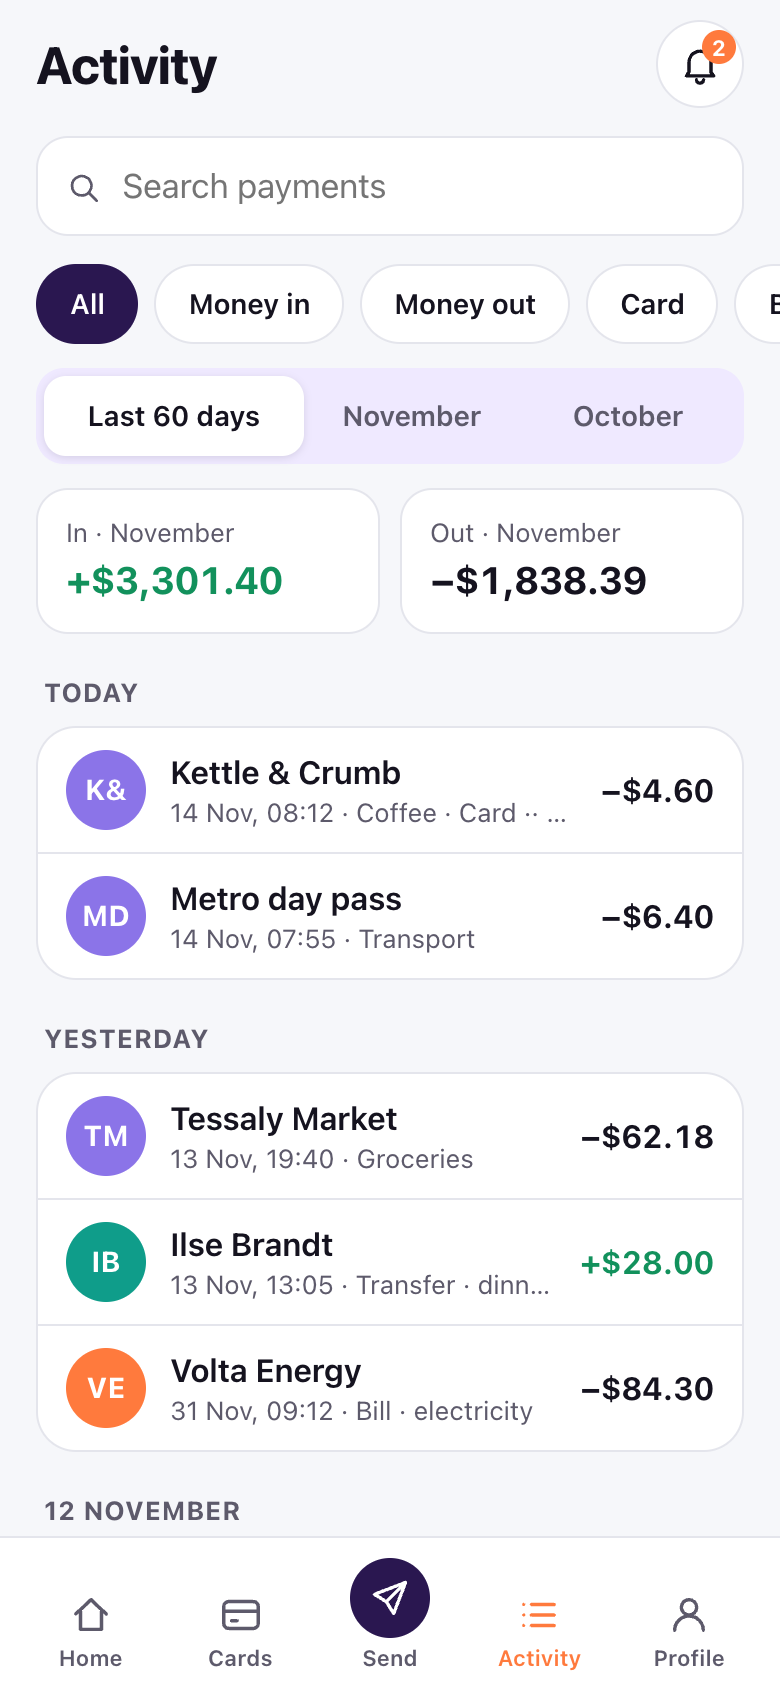 Activity
2
Search payments
All
Money in
Money out
Card
Last 60 days
November
October
In · November
+$3,301.40
Out · November
−$1,838.39
TODAY
K&
Kettle & Crumb
14 Nov, 08:12 · Coffee · Card ·· …
−$4.60
MD
Metro day pass
14 Nov, 07:55 · Transport
−$6.40
YESTERDAY
TM
Tessaly Market
13 Nov, 19:40 · Groceries
−$62.18
IB
Ilse Brandt
13 Nov, 13:05 · Transfer · dinn…
+$28.00
VE
Volta Energy
31 Nov, 09:12 · Bill · electricity
−$84.30
12 NOVEMBER
Home
Cards
Send
Activity
Profile